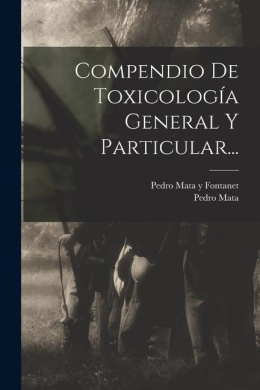 Compendio De
Toxicología
General Y
Particular...
Pedro Mata y Fontanet
Pedro Mata